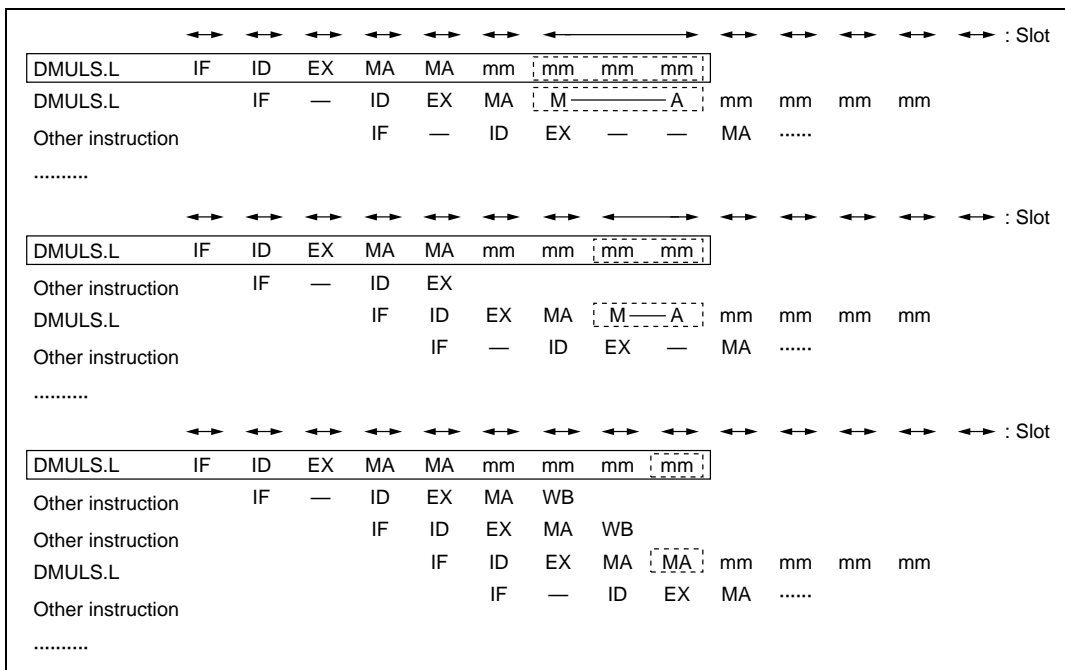 : Slot
DMULS.L IF ID EX MA MA mm mm mm mm
DMULS.L IF — ID EX MA M A mm mm mm mm
Other instruction IF — ID EX — — MA ······
··········
: Slot
DMULS.L IF ID EX MA MA mm mm mm mm
Other instruction IF — ID EX
DMULS.L IF ID EX MA M A mm mm mm mm
Other instruction IF — ID EX — MA ······
··········
: Slot
DMULS.L IF ID EX MA MA mm mm mm mm
Other instruction IF — ID EX MA WB
Other instruction IF ID EX MA WB
DMULS.L IF ID EX MA MA mm mm mm mm
Other instruction IF — ID EX MA ······
··········